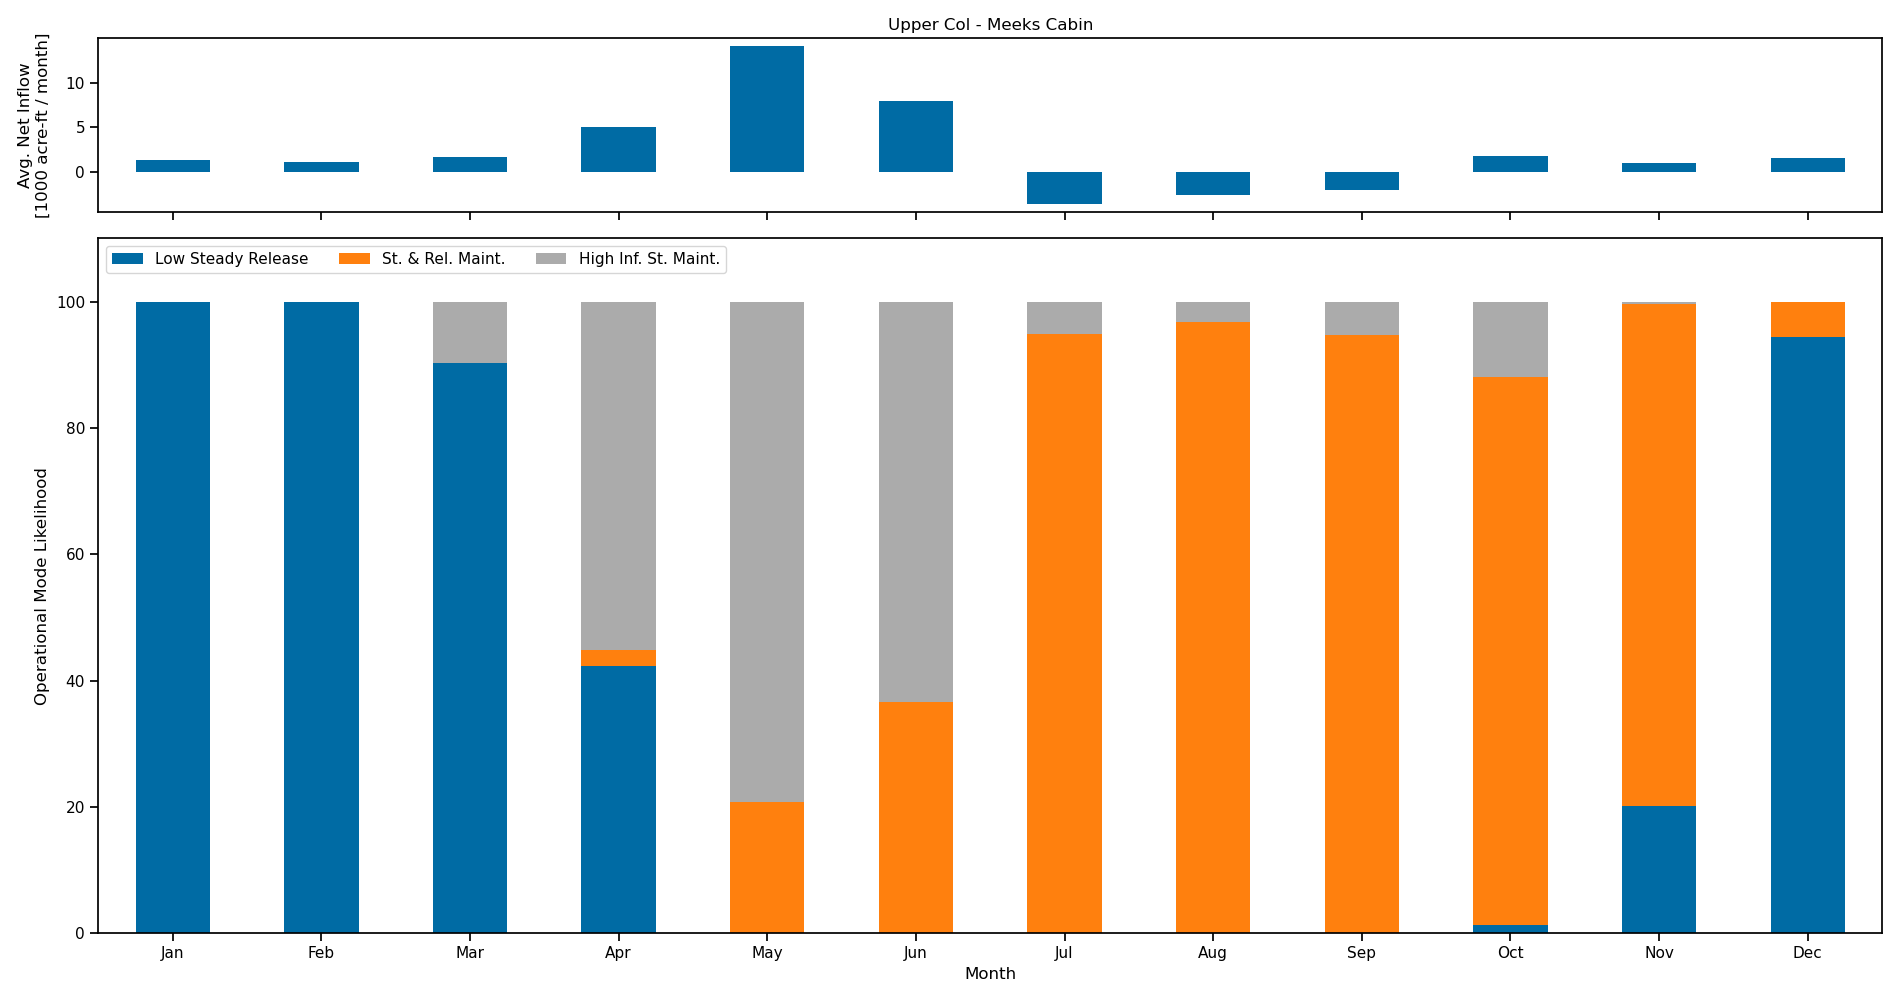 Upper Col - Meeks Cabin
Avg. Net Inflow
[1000 acre-ft / month]
10
5
0
Low Steady Release St. & Rel. Maint. High Inf. St. Maint.
Operational Mode Likelihood
100
80
60
40
20
0
Jan Feb Mar Apr May Jun Jul Aug Sep Oct Nov Dec
Month